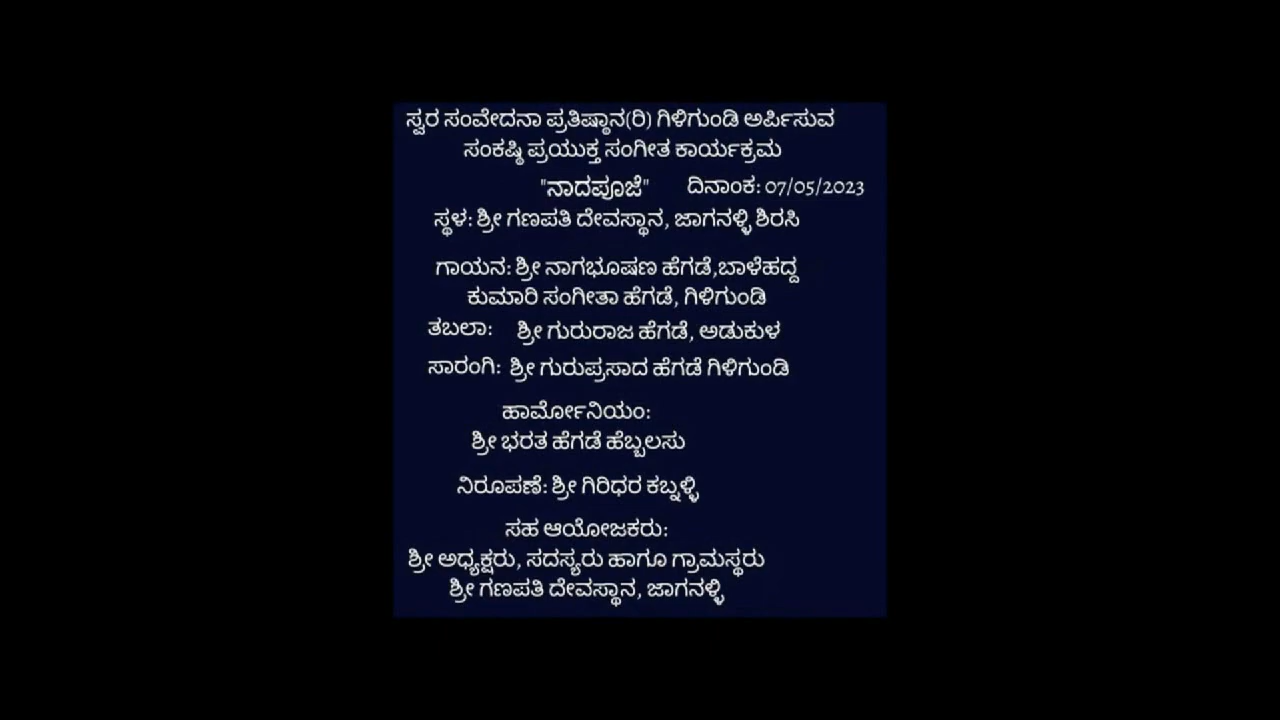 ಸ್ವರ ಸಂವೇದನಾ ಪ್ರತಿಷ್ಠಾನ(ರಿ) ಗಿಳಿಗುಂಡಿ ಅರ್ಪಿಸುವ
ಸಂಕಷ್ಠಿ ಪ್ರಯುಕ್ತ ಸಂಗೀತ ಕಾರ್ಯಕ್ರಮ
"ನಾದಪೂಜೆ" ದಿನಾಂಕ: 07/05/2023
ಸ್ಥಳ: ಶ್ರೀ ಗಣಪತಿ ದೇವಸ್ಥಾನ, ಜಾಗನಳ್ಳಿ ಶಿರಸಿ
ಗಾಯನ: ಶ್ರೀ ನಾಗಭೂಷಣ ಹೆಗಡೆ,ಬಾಳೆಹದ್ದ
ಕುಮಾರಿ ಸಂಗೀತಾ ಹೆಗಡೆ, ಗಿಳಿಗುಂಡಿ
ತಬಲಾ: ಶ್ರೀ ಗುರುರಾಜ ಹೆಗಡೆ, ಅಡುಕುಳ
ಸಾರಂಗಿ: ಶ್ರೀ ಗುರುಪ್ರಸಾದ ಹೆಗಡೆ ಗಿಳಿಗುಂಡಿ
ಹಾರ್ಮೋನಿಯಂ:
ಶ್ರೀ ಭರತ ಹೆಗಡೆ ಹೆಬ್ಬಲಸು
ನಿರೂಪಣೆ: ಶ್ರೀ ಗಿರಿಧರ ಕಬ್ನಳ್ಳಿ
ಸಹ ಆಯೋಜಕರು:
ಶ್ರೀ ಅಧ್ಯಕ್ಷರು, ಸದಸ್ಯರು ಹಾಗೂ ಗ್ರಾಮಸ್ಥರು
ಶ್ರೀ ಗಣಪತಿ ದೇವಸ್ಥಾನ, ಜಾಗನಳ್ಳಿ